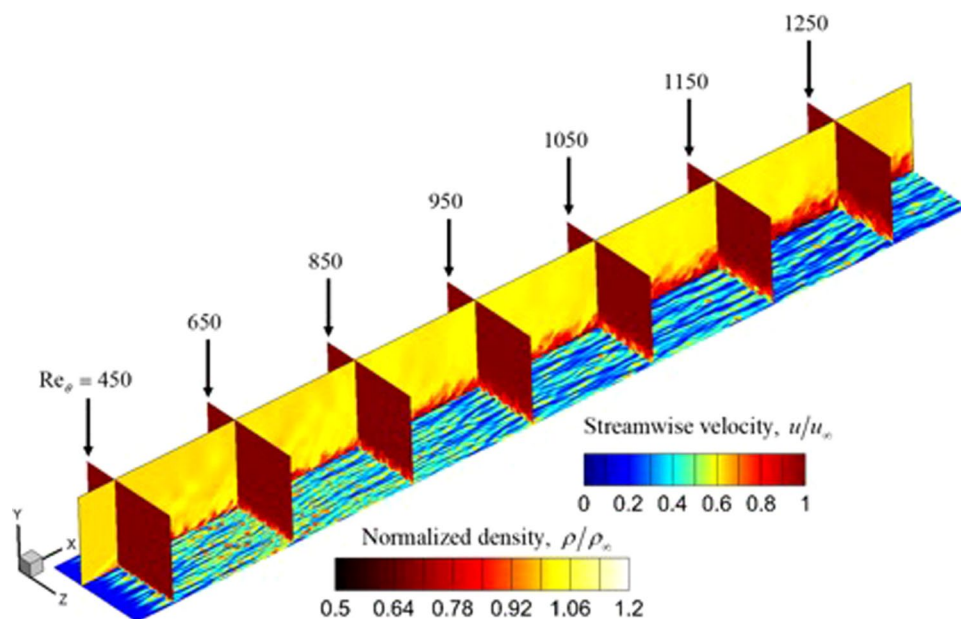 1250
1150
1050
950
850
650
Re_θ = 450
Streamwise velocity, u/u_∞
0 0.2 0.4 0.6 0.8 1
Y
X
Z
Normalized density, ρ/ρ_∞
0.5 0.64 0.78 0.92 1.06 1.2